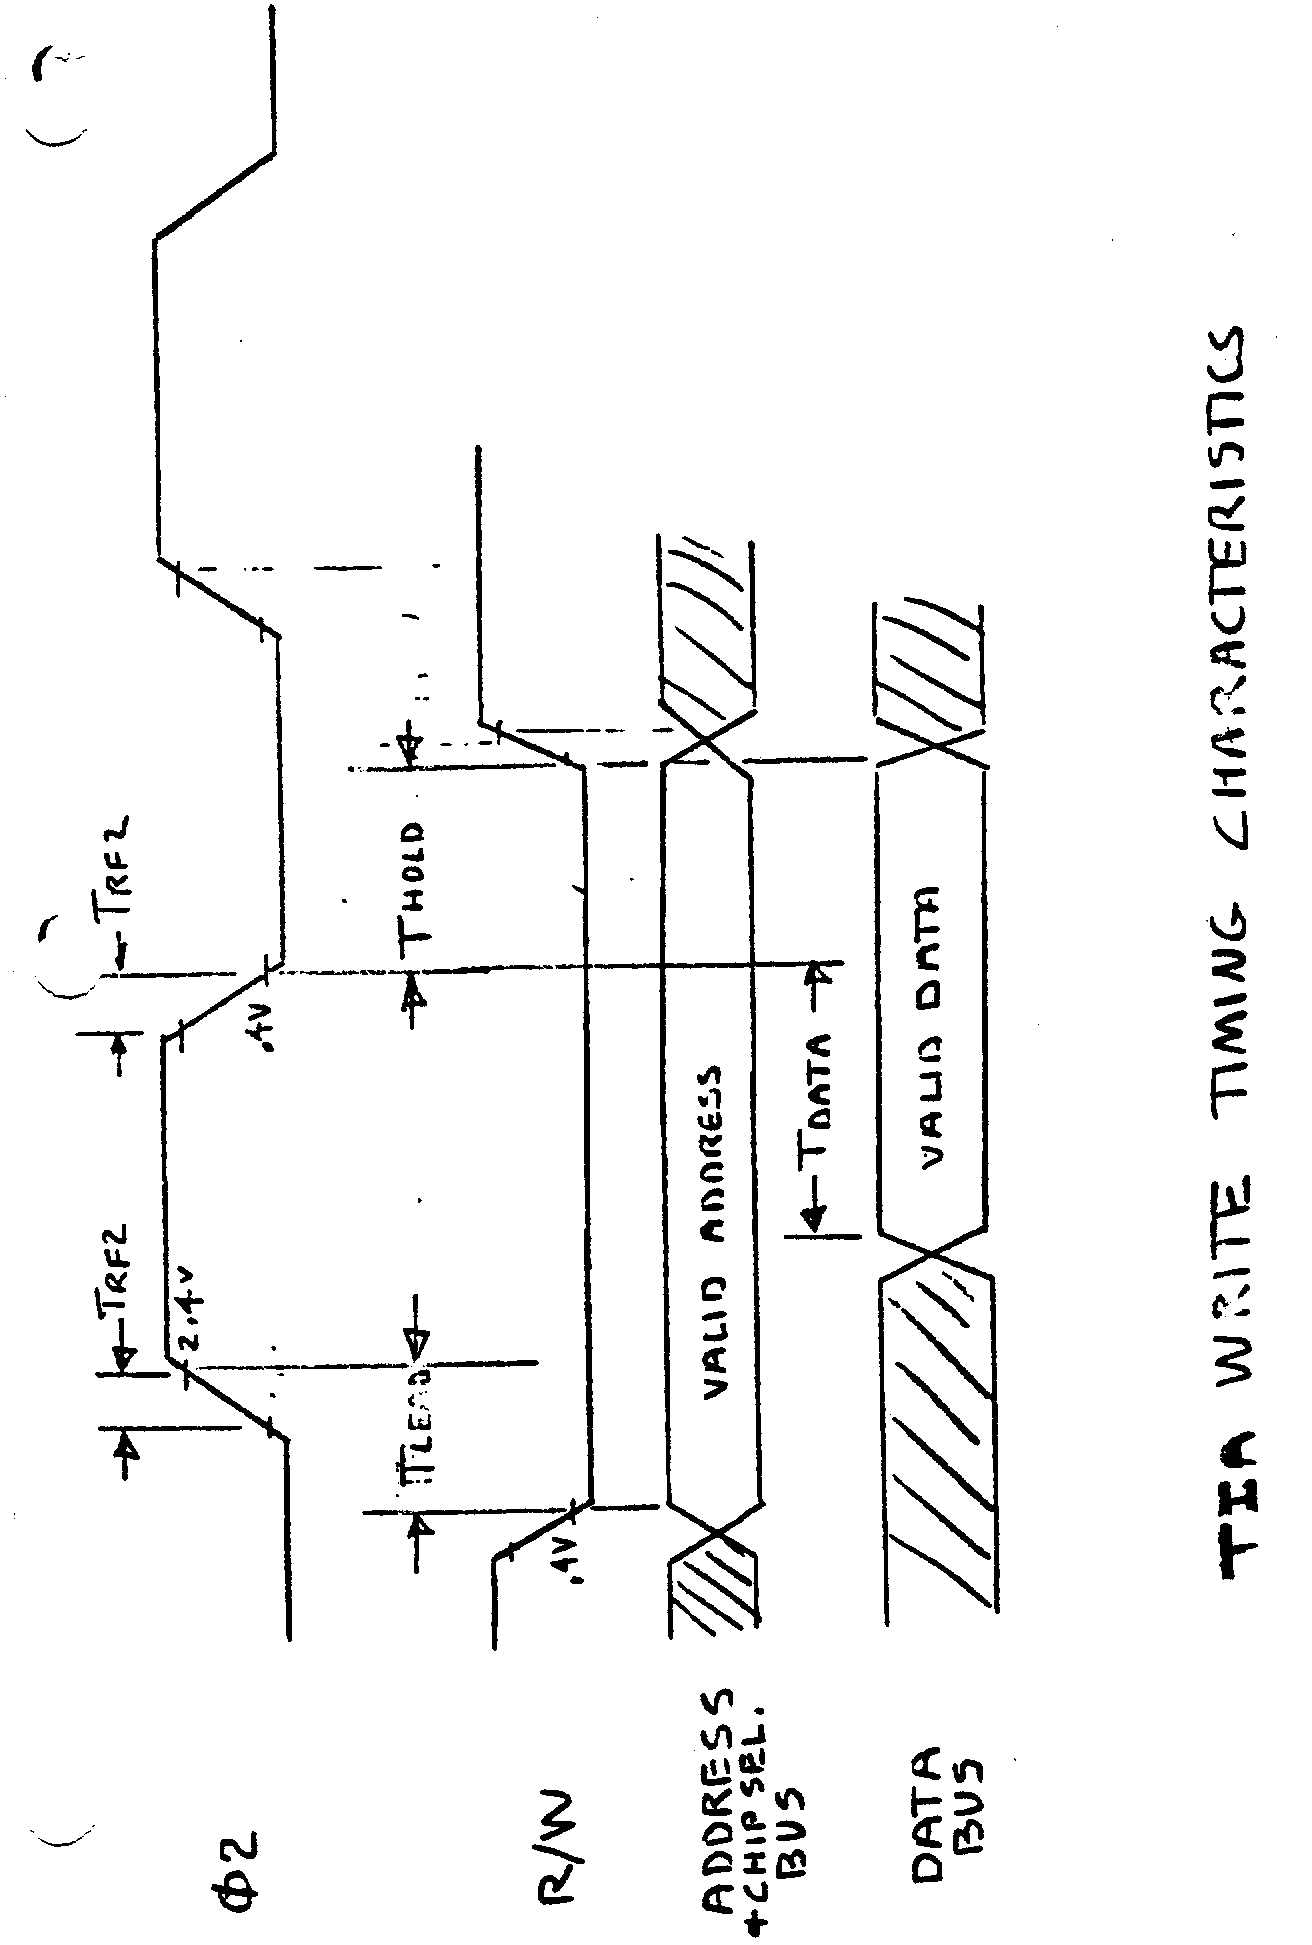 Φ2
TRF2
TRF2
2.4V
.4V
TLEAD
THOLD
R/W
.4V
ADDRESS
+CHIP SEL.
BUS
VALID ADDRESS
TDATA
DATA
BUS
VALID DATA
TIA WRITE TIMING CHARACTERISTICS